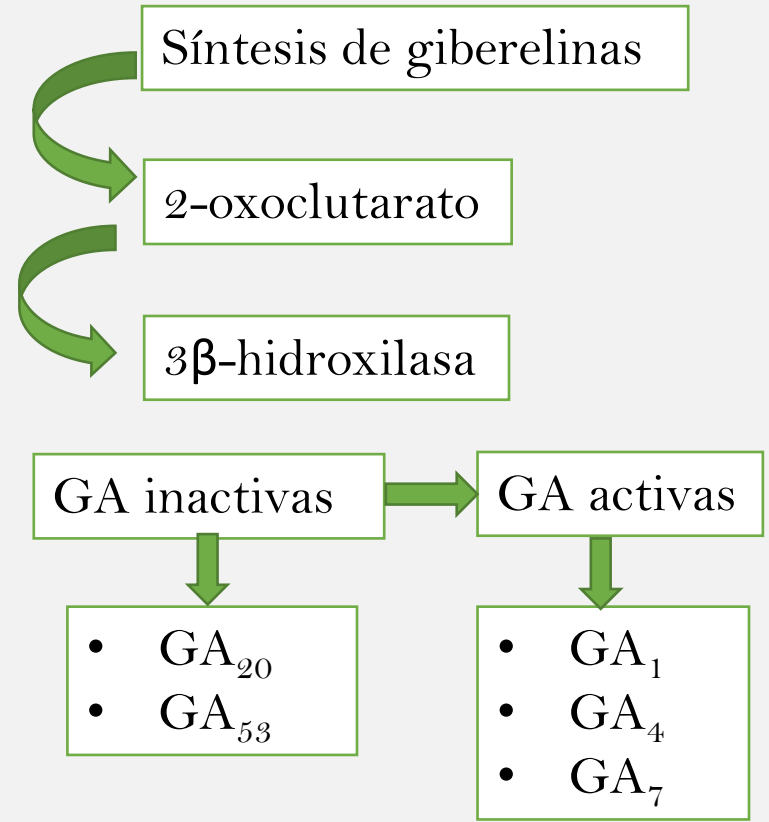 Síntesis de giberelinas
2-oxoclutarato
3β-hidroxilasa
GA inactivas
GA activas
• GA₂₀
• GA₅₃
• GA₁
• GA₄
• GA₇